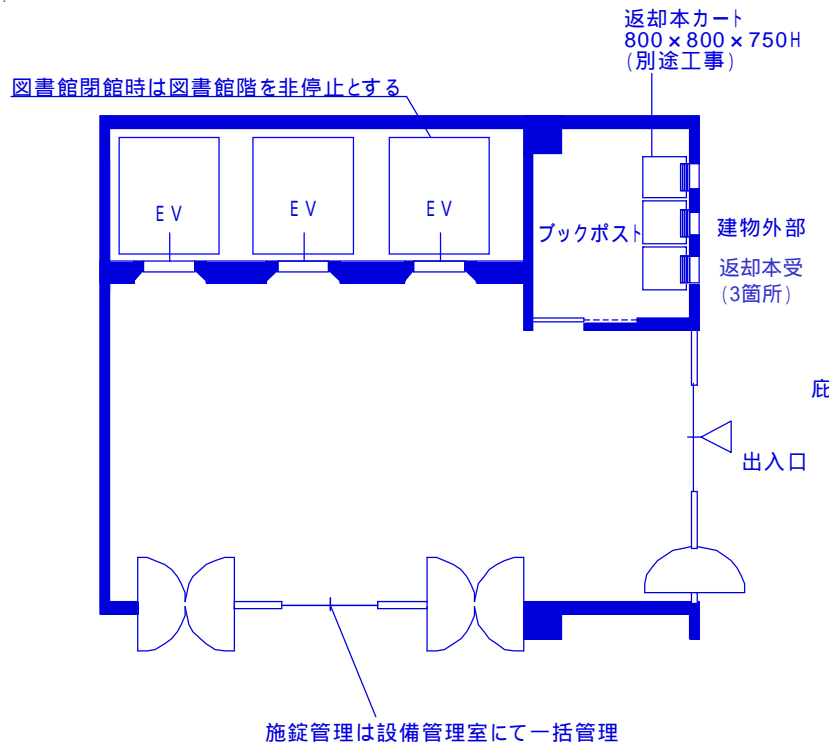 返却本カート
800×800×750H
(別途工事)
図書館閉館時は図書館階を非停止とする
EV
EV
EV
ブックポスト
建物外部
返却本受
(3箇所)
庇
出入口
施錠管理は設備管理室にて一括管理